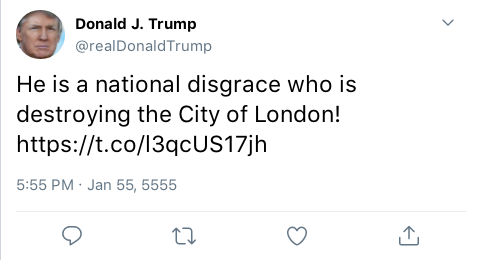 Donald J. Trump
@realDonaldTrump
He is a national disgrace who is
destroying the City of London!
https://t.co/l3qcUS17jh
5:55 PM · Jan 55, 5555